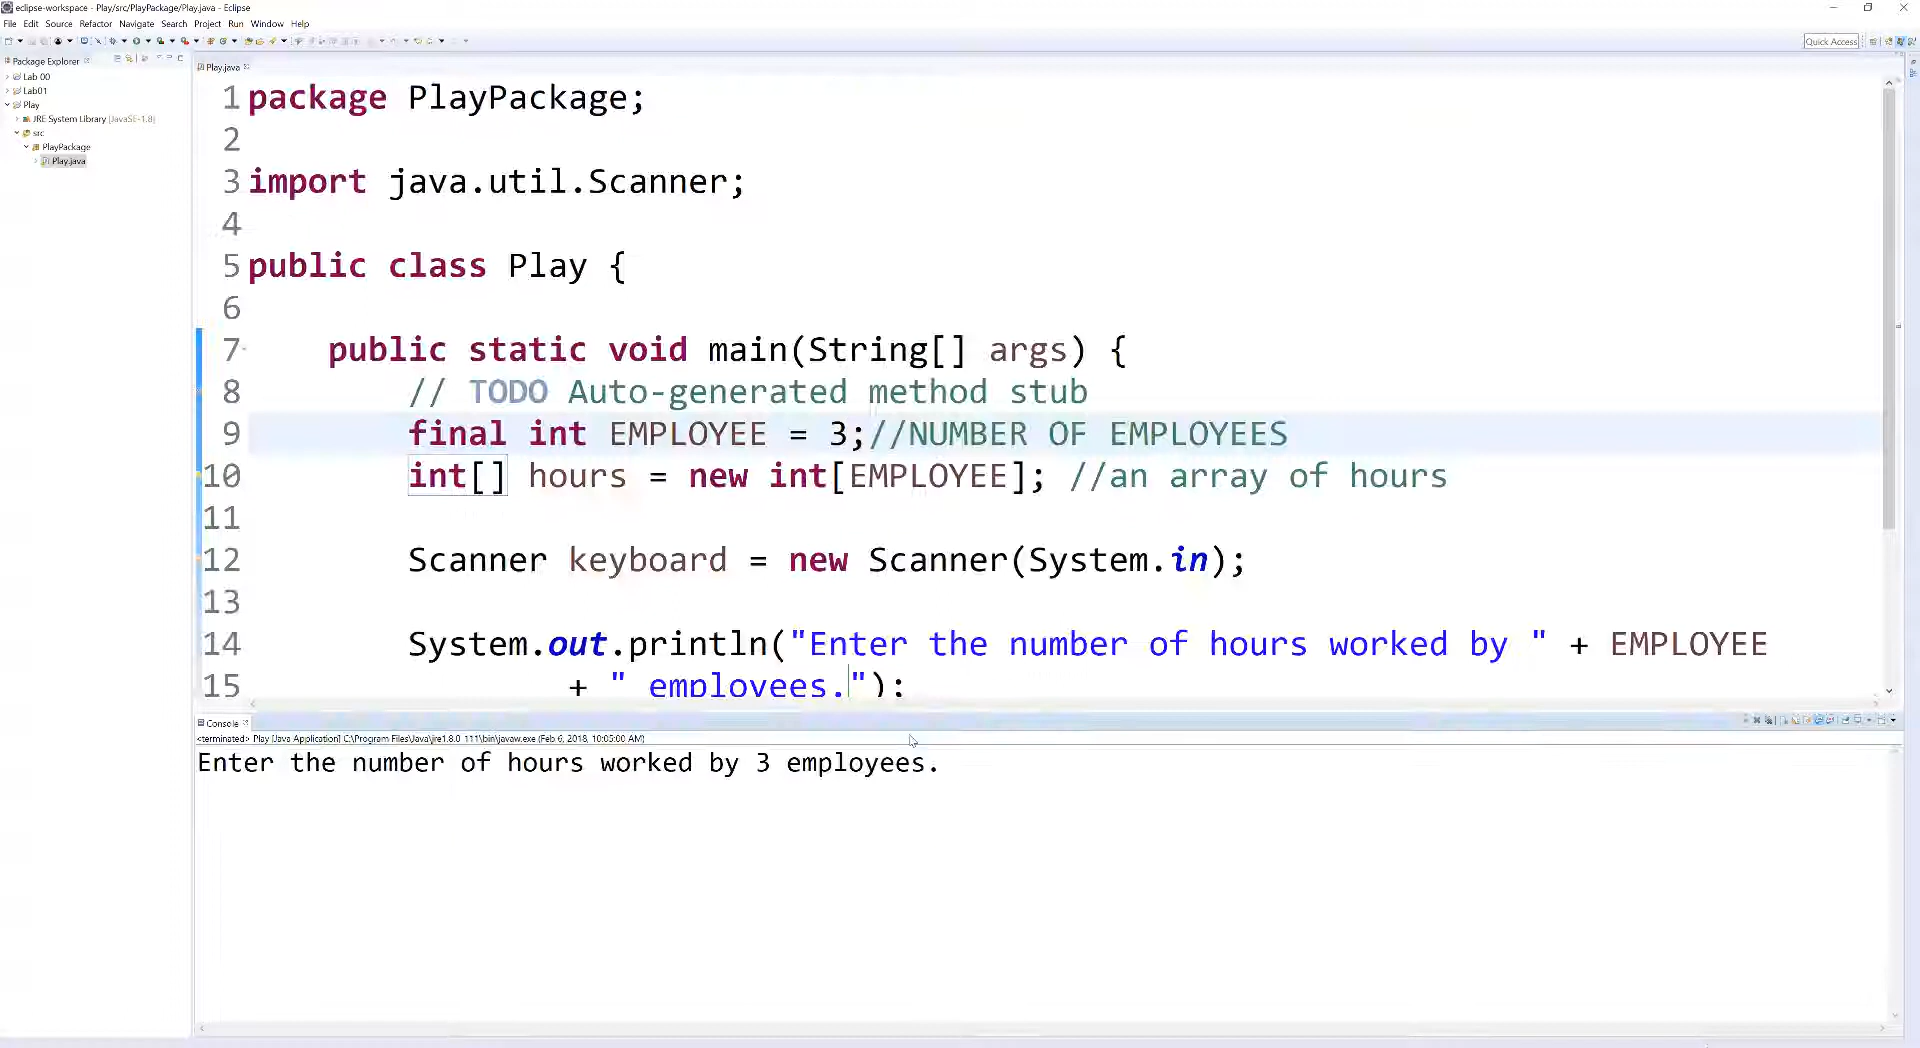 eclipse-workspace - Play/src/PlayPackage/Play.java - Eclipse
File Edit Source Refactor Navigate Search Project Run Window Help
Quick Access
Package Explorer
Play.java
Lab 00
Lab01
Play
JRE System Library [JavaSE-1.8]
src
PlayPackage
Play.java
1 package PlayPackage;
2
3 import java.util.Scanner;
4
5 public class Play {
6
7 public static void main(String[] args) {
8 // TODO Auto-generated method stub
9 final int EMPLOYEE = 3;//NUMBER OF EMPLOYEES
10 int[] hours = new int[EMPLOYEE]; //an array of hours
11
12 Scanner keyboard = new Scanner(System.in);
13
14 System.out.println("Enter the number of hours worked by " + EMPLOYEE
15 + " employees.");
Console
<terminated> Play [Java Application] C:\Program Files\Java\jre1.8.0_111\bin\javaw.exe (Feb 6, 2018, 10:05:00 AM)
Enter the number of hours worked by 3 employees.